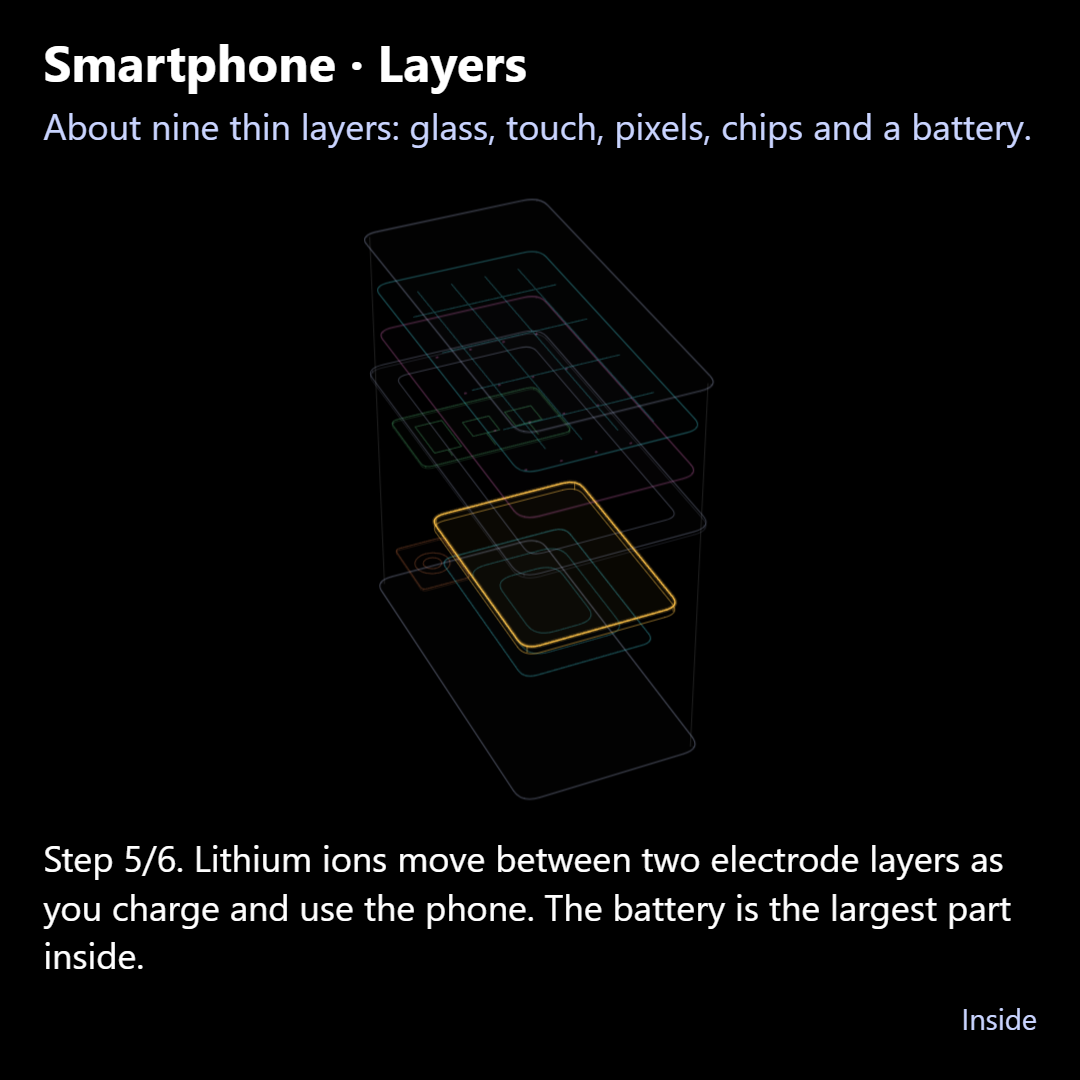 Smartphone · Layers
About nine thin layers: glass, touch, pixels, chips and a battery.
Step 5/6. Lithium ions move between two electrode layers as
you charge and use the phone. The battery is the largest part
inside.
Inside